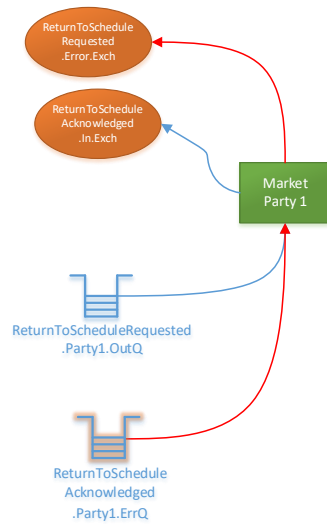 ReturnToSchedule
Requested
.Error.Exch
ReturnToSchedule
Acknowledged
.In.Exch
Market
Party 1
ReturnToScheduleRequested
.Party1.OutQ
ReturnToSchedule
Acknowledged
.Party1.ErrQ